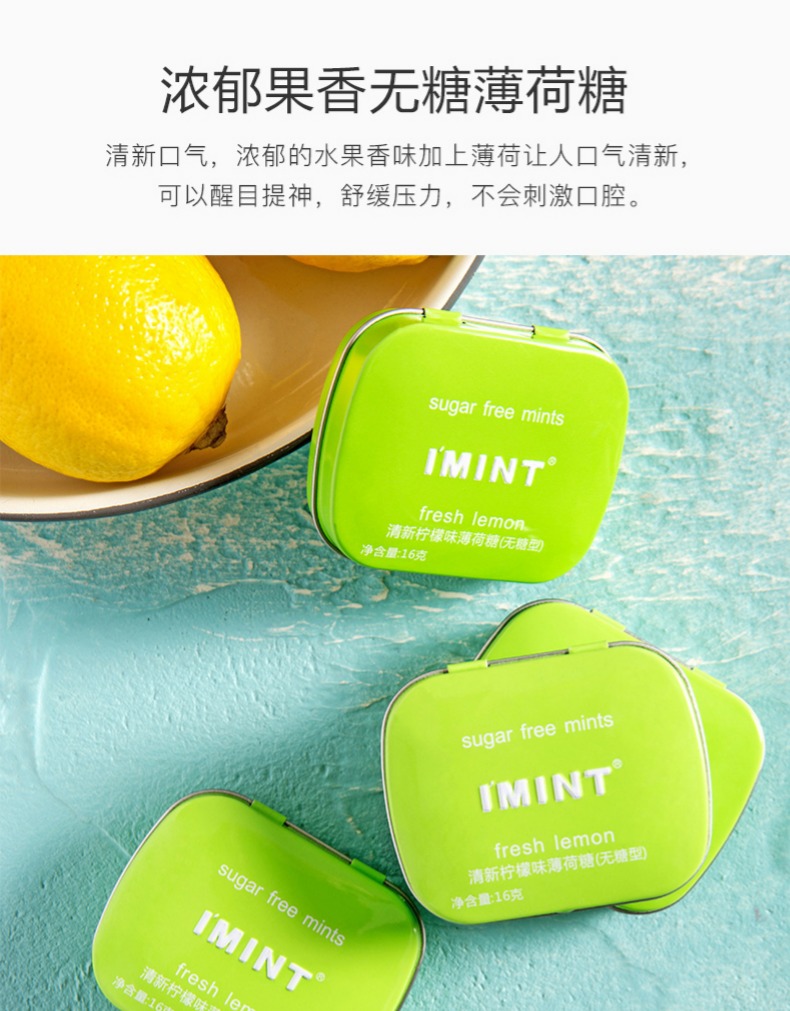 浓郁果香无糖薄荷糖
清新口气，浓郁的水果香味加上薄荷让人口气清新，
可以醒目提神，舒缓压力，不会刺激口腔。
sugar free mints
I'MINT®
fresh lemon
清新柠檬味薄荷糖(无糖型)
净含量:16克
sugar free mints
I'MINT®
fresh lemon
清新柠檬味薄荷糖(无糖型)
净含量:16克
sugar free mints
I'MINT®
fresh
清新柠檬味
净含量:16